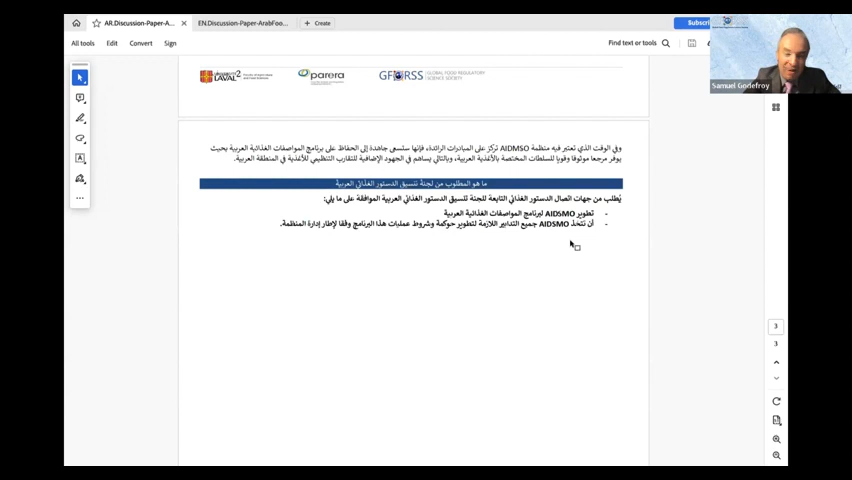 AR.Discussion-Paper-A...
EN.Discussion-Paper-ArabFoo...
+ Create
Subscri
All tools Edit Convert Sign
Find text or tools
Samuel Godefroy
UNIVERSITÉ LAVAL
parera
GFORSS GLOBAL FOOD REGULATORY SCIENCE SOCIETY
وفي الوقت الذي تعتبر فيه منظمة AIDMSO تركز على المبادرات الرائدة، فإنها ستسعى جاهدة إلى الحفاظ على برنامج المواصفات الغذائية العربية بحيث
يوفر مرجعا موثوقا وقويا للسلطات المختصة بالأغذية العربية، وبالتالي يساهم في الجهود الإضافية للتقارب التنظيمي للأغذية في المنطقة العربية.
ما هو المطلوب من لجنة تنسيق الدستور الغذائي العربية
يُطلب من جهات اتصال الدستور الغذائي التابعة للجنة تنسيق الدستور الغذائي العربية الموافقة على ما يلي:
- تطوير AIDSMO لبرنامج المواصفات الغذائية العربية
- أن تتخذ AIDSMO جميع التدابير اللازمة لتطوير حوكمة وشروط عمليات هذا البرنامج وفقا لإطار إدارة المنظمة.
3
3